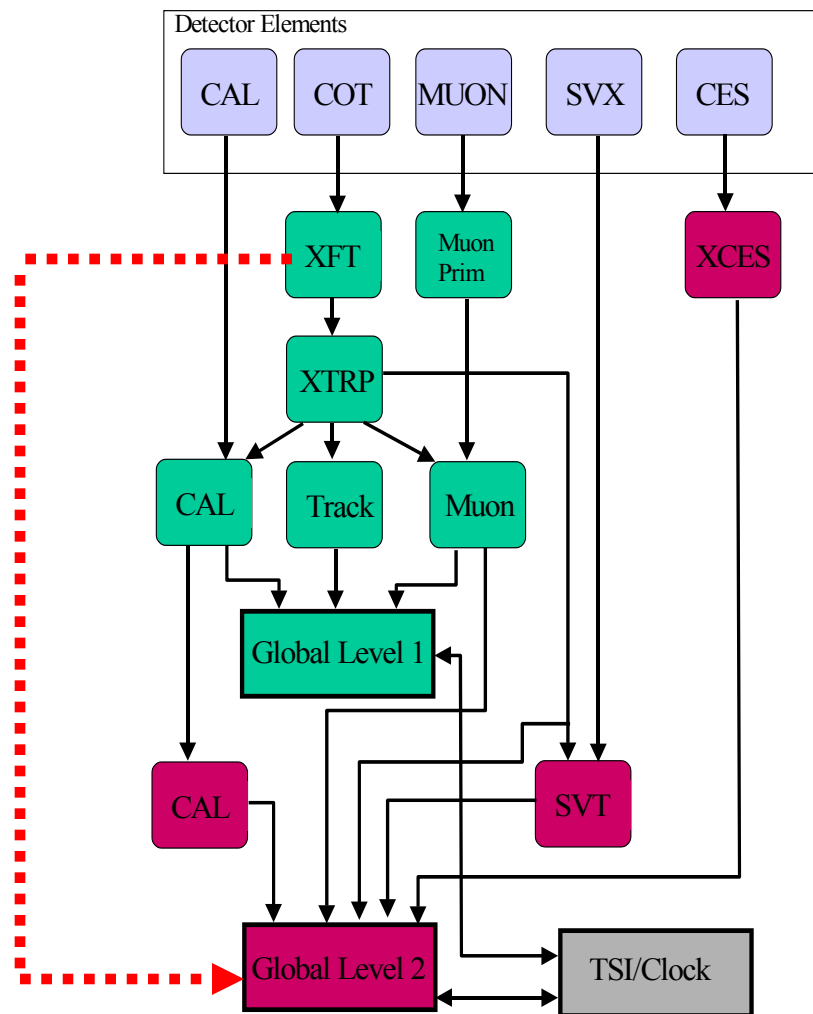 Detector Elements
CAL
COT
MUON
SVX
CES
XFT
Muon
Prim
XCES
XTRP
CAL
Track
Muon
Global Level 1
CAL
SVT
Global Level 2
TSI/Clock